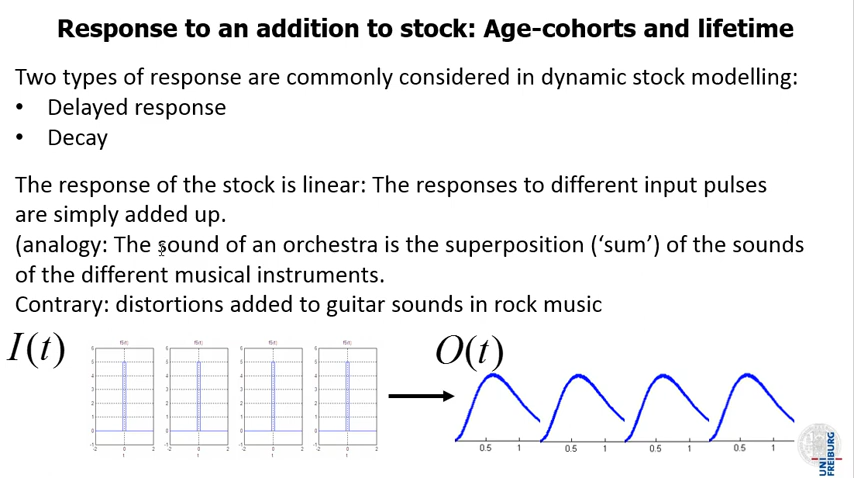 Response to an addition to stock: Age-cohorts and lifetime
Two types of response are commonly considered in dynamic stock modelling:
• Delayed response
• Decay
The response of the stock is linear: The responses to different input pulses
are simply added up.
(analogy: The sound of an orchestra is the superposition (‘sum’) of the sounds
of the different musical instruments.
Contrary: distortions added to guitar sounds in rock music
I(t)
O(t)
0.5 1 0.5 1 0.5 1 0.5 1
UNI
FREIBURG